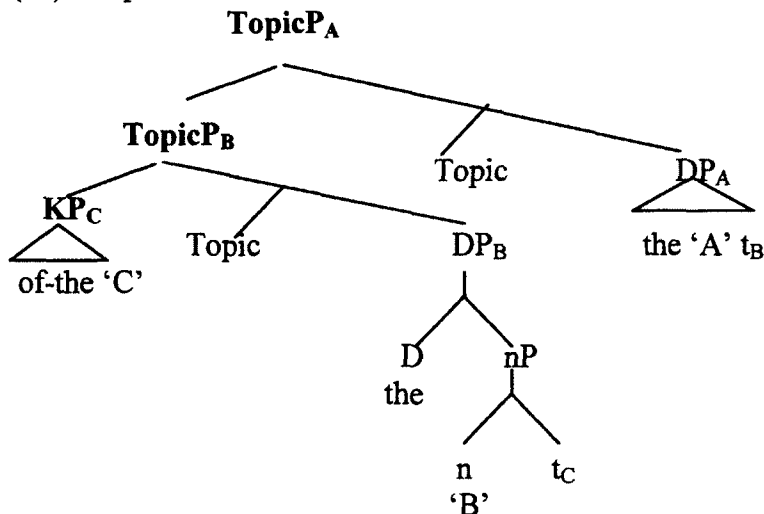 TopicP_A
TopicP_B
Topic
DP_A
KP_C
Topic
DP_B
the 'A' t_B
of-the 'C'
D
nP
the
n
t_C
'B'